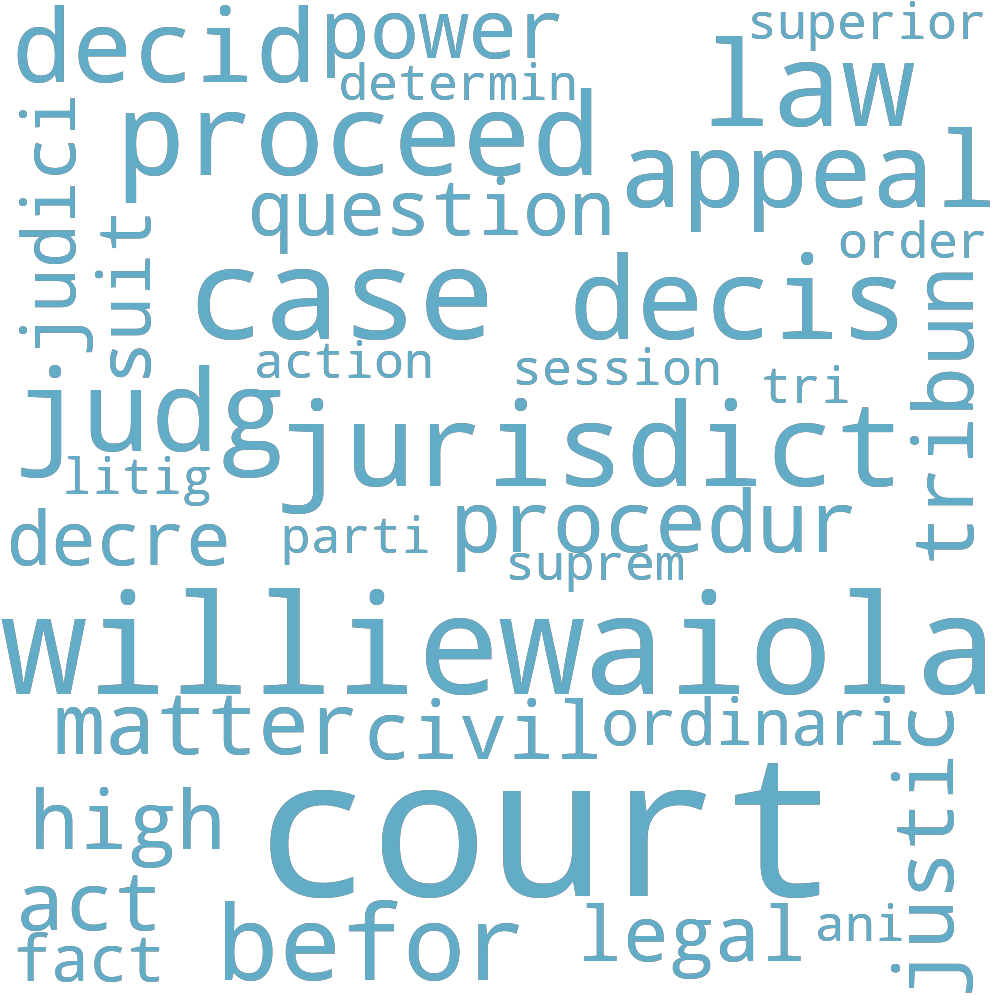 decid
power
superior
determin
law
proceed
appeal
judici
suit
question
order
case
decis
tribun
action
session
tri
judg
jurisdict
litig
decre
parti
procedur
suprem
williewaiola
matter
civil
ordinari
justic
high
court
act
fact
befor
legal
ani